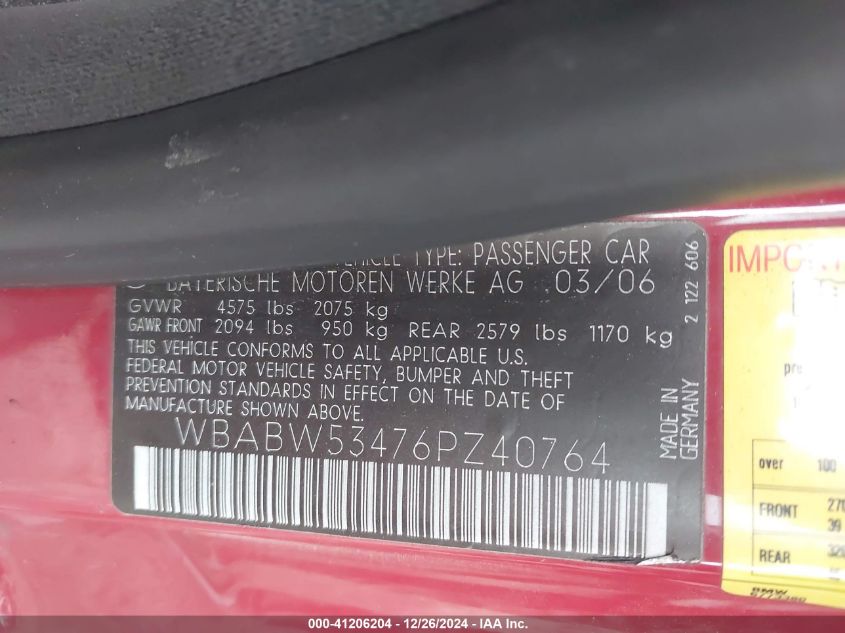 VEHICLE TYPE: PASSENGER CAR
BAYERISCHE MOTOREN WERKE AG 03/06
GVWR 4575 lbs 2075 kg
GAWR FRONT 2094 lbs 950 kg REAR 2579 lbs 1170 kg
THIS VEHICLE CONFORMS TO ALL APPLICABLE U.S.
FEDERAL MOTOR VEHICLE SAFETY, BUMPER AND THEFT
PREVENTION STANDARDS IN EFFECT ON THE DATE OF
MANUFACTURE SHOWN ABOVE.
WBABW53476PZ40764
MADE IN
GERMANY
2 122 606
over 100
FRONT
39
REAR
BMW
000-41206204 - 12/26/2024 - IAA Inc.